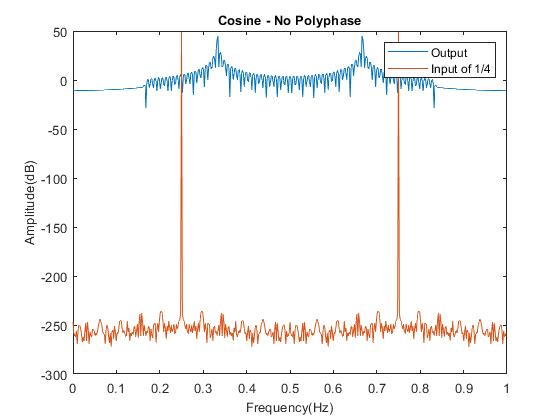 Cosine - No Polyphase
Output
Input of 1/4
50
0
-50
-100
-150
-200
-250
-300
Amplitude(dB)
0 0.1 0.2 0.3 0.4 0.5 0.6 0.7 0.8 0.9 1
Frequency(Hz)